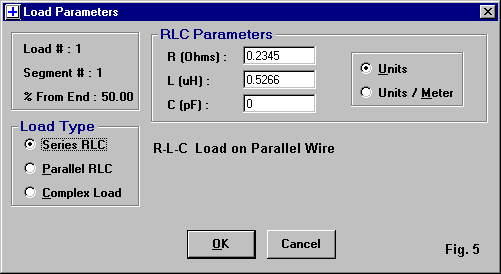 Load Parameters
Load # : 1
Segment # : 1
% From End : 50.00
RLC Parameters
R (Ohms) : 0.2345
L (uH) : 0.5266
C (pF) : 0
Units
Units / Meter
Load Type
Series RLC
Parallel RLC
Complex Load
R-L-C Load on Parallel Wire
OK
Cancel
Fig. 5